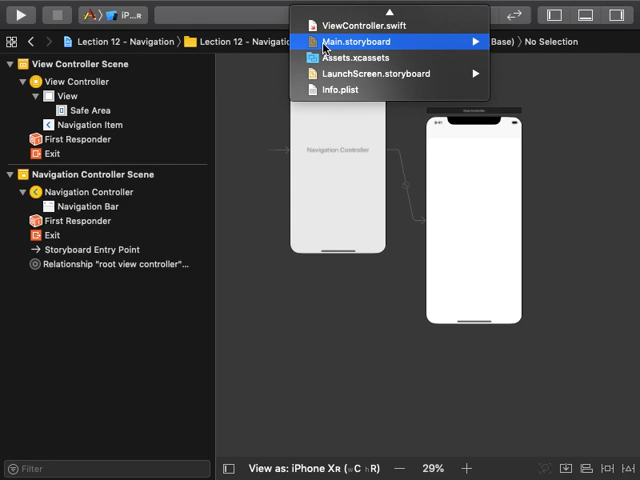 iP...R
Lection 12 - Navigation
Lection 12 - Navigatio
Base)
No Selection
ViewController.swift
Main.storyboard
Assets.xcassets
LaunchScreen.storyboard
Info.plist
View Controller Scene
View Controller
View
Safe Area
Navigation Item
First Responder
Exit
Navigation Controller Scene
Navigation Controller
Navigation Bar
First Responder
Exit
Storyboard Entry Point
Relationship "root view controller"...
Navigation Controller
Filter
View as: iPhone XR (wC hR)
29%